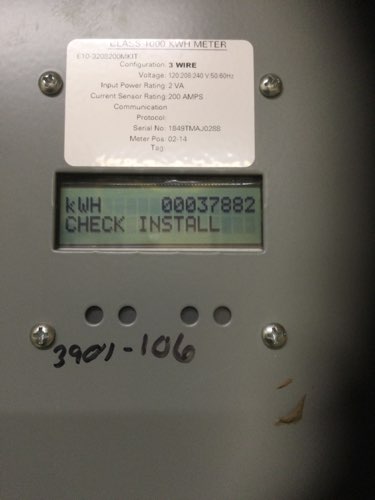 CLASS 1000 KWH METER
E10-3208200MKIT
Configuration: 3 WIRE
Voltage: 120 208-240 V 50.60Hz
Input Power Rating: 2 VA
Current Sensor Rating: 200 AMPS
Communication
Protocol:
Serial No: 1849TMAJ0288
Meter Pos: 02-14
Tag:
kWH 00037882
CHECK INSTALL
3901-106